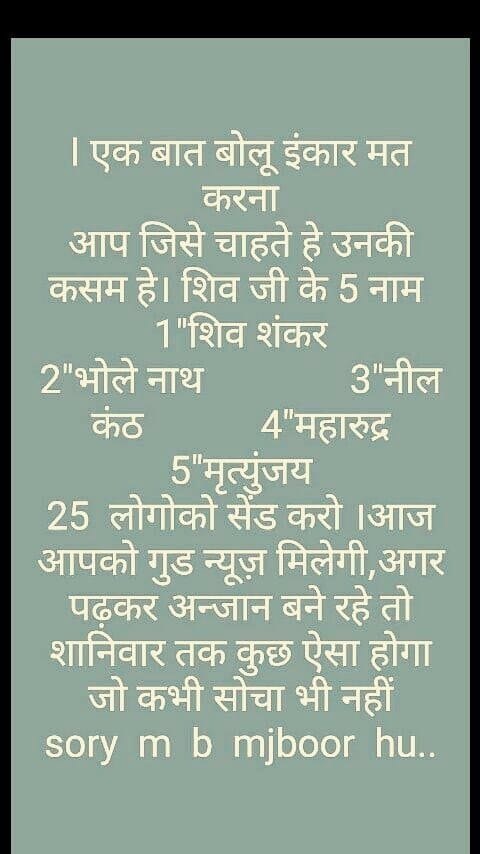 । एक बात बोलू इंकार मत
करना
आप जिसे चाहते हे उनकी
कसम हे। शिव जी के 5 नाम
1"शिव शंकर
2"भोले नाथ 3"नील
कंठ 4"महारुद्र
5"मृत्युंजय
25 लोगोको सेंड करो ।आज
आपको गुड न्यूज़ मिलेगी,अगर
पढ़कर अन्जान बने रहे तो
शानिवार तक कुछ ऐसा होगा
जो कभी सोचा भी नहीं
sory m b mjboor hu..